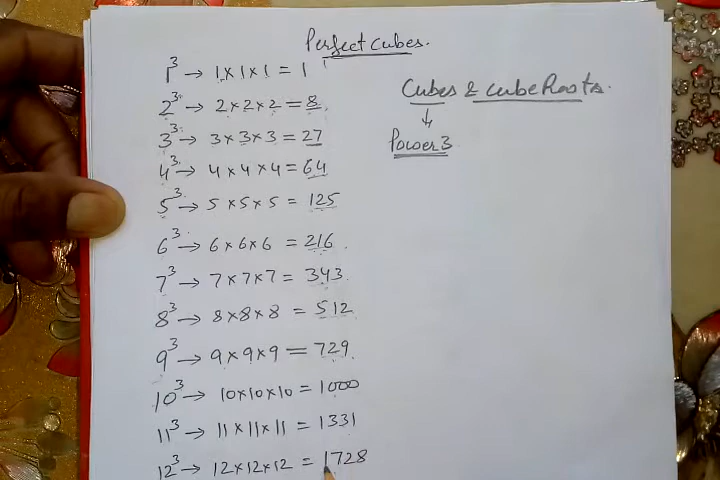 Perfect cubes.
1³ → 1×1×1 = 1
Cubes & cube Roots.
2³ → 2×2×2 = 8
3³ → 3×3×3 = 27
Power 3
4³ → 4×4×4 = 64
5³ → 5×5×5 = 125
6³ → 6×6×6 = 216
7³ → 7×7×7 = 343
8³ → 8×8×8 = 512
9³ → 9×9×9 = 729
10³ → 10×10×10 = 1000
11³ → 11×11×11 = 1331
12³ → 12×12×12 = 1728